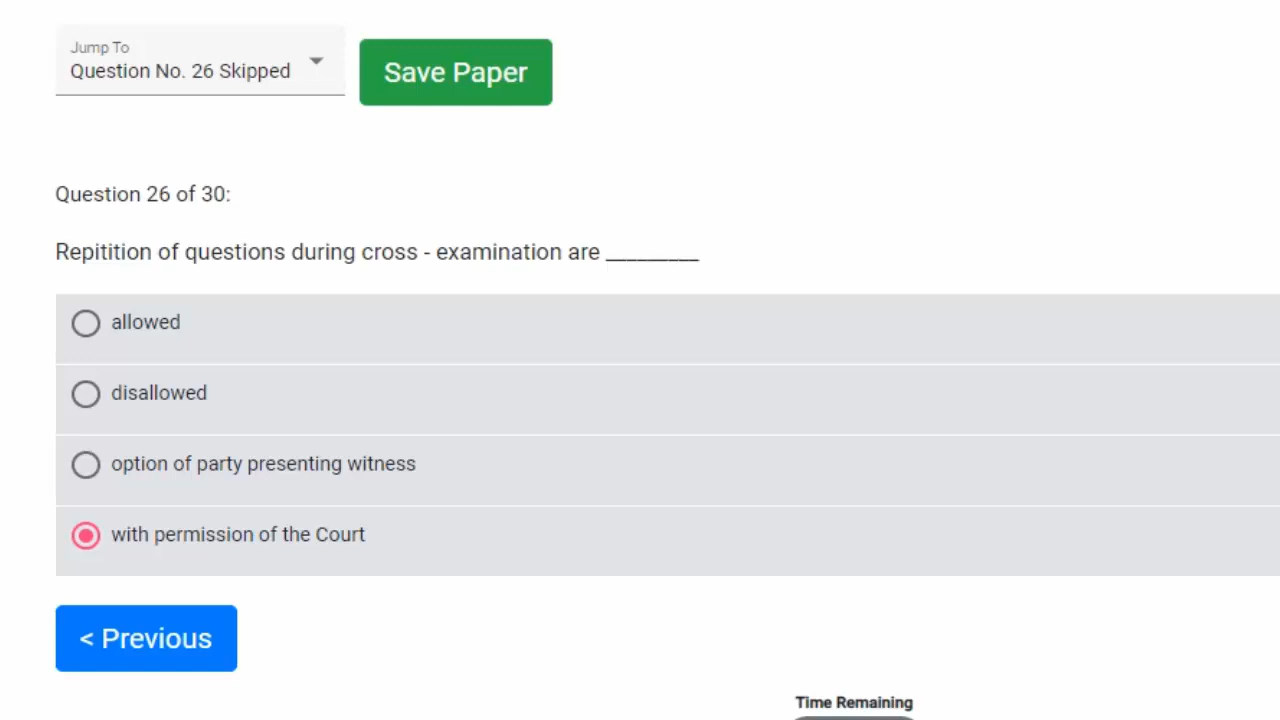 Jump To
Question No. 26 Skipped
Save Paper
Question 26 of 30:
Repitition of questions during cross - examination are _________
allowed
disallowed
option of party presenting witness
with permission of the Court
< Previous
Time Remaining